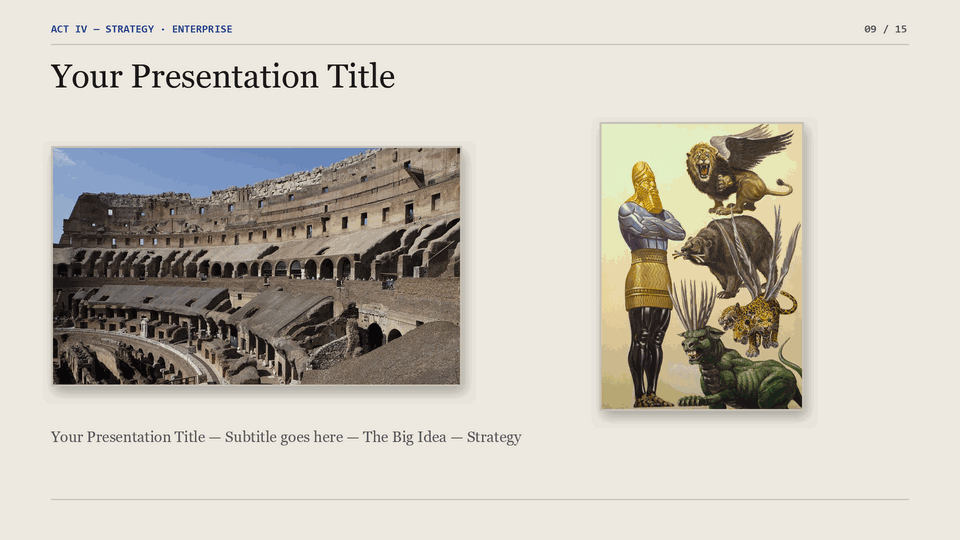 ACT IV — STRATEGY · ENTERPRISE
09 / 15
Your Presentation Title
Your Presentation Title — Subtitle goes here — The Big Idea — Strategy